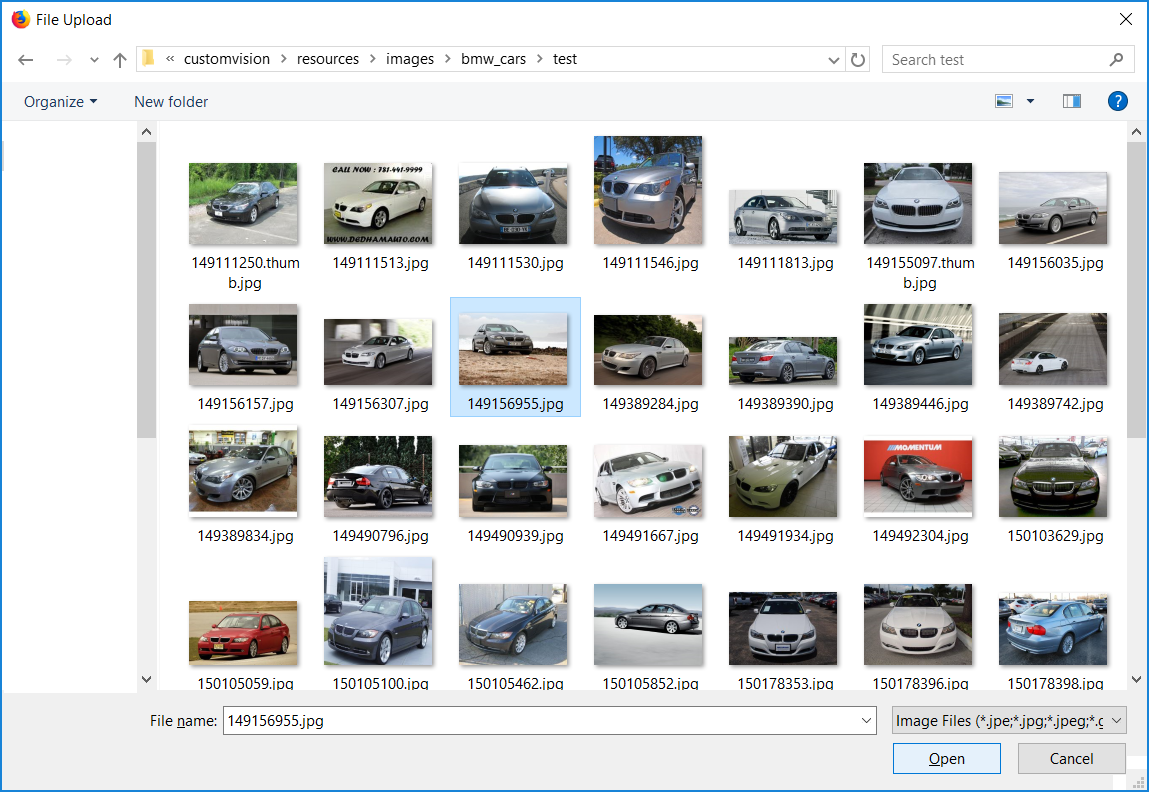 File Upload
« customvision > resources > images > bmw_cars > test
Search test
Organize
New folder
?
CALL NOW : 781-441-9999
WWW.DEDHAMAUTO.COM
149111250.thum
b.jpg
149111513.jpg
149111530.jpg
149111546.jpg
149111813.jpg
149155097.thum
b.jpg
149156035.jpg
149156157.jpg
149156307.jpg
149156955.jpg
149389284.jpg
149389390.jpg
149389446.jpg
149389742.jpg
MOMENTUM
149389834.jpg
149490796.jpg
149490939.jpg
149491667.jpg
149491934.jpg
149492304.jpg
150103629.jpg
150105059.jpg
150105100.jpg
150105462.jpg
150105852.jpg
150178353.jpg
150178396.jpg
150178398.jpg
File name:
149156955.jpg
Image Files (*.jpe;*.jpg;*.jpeg;*.g
Open
Cancel